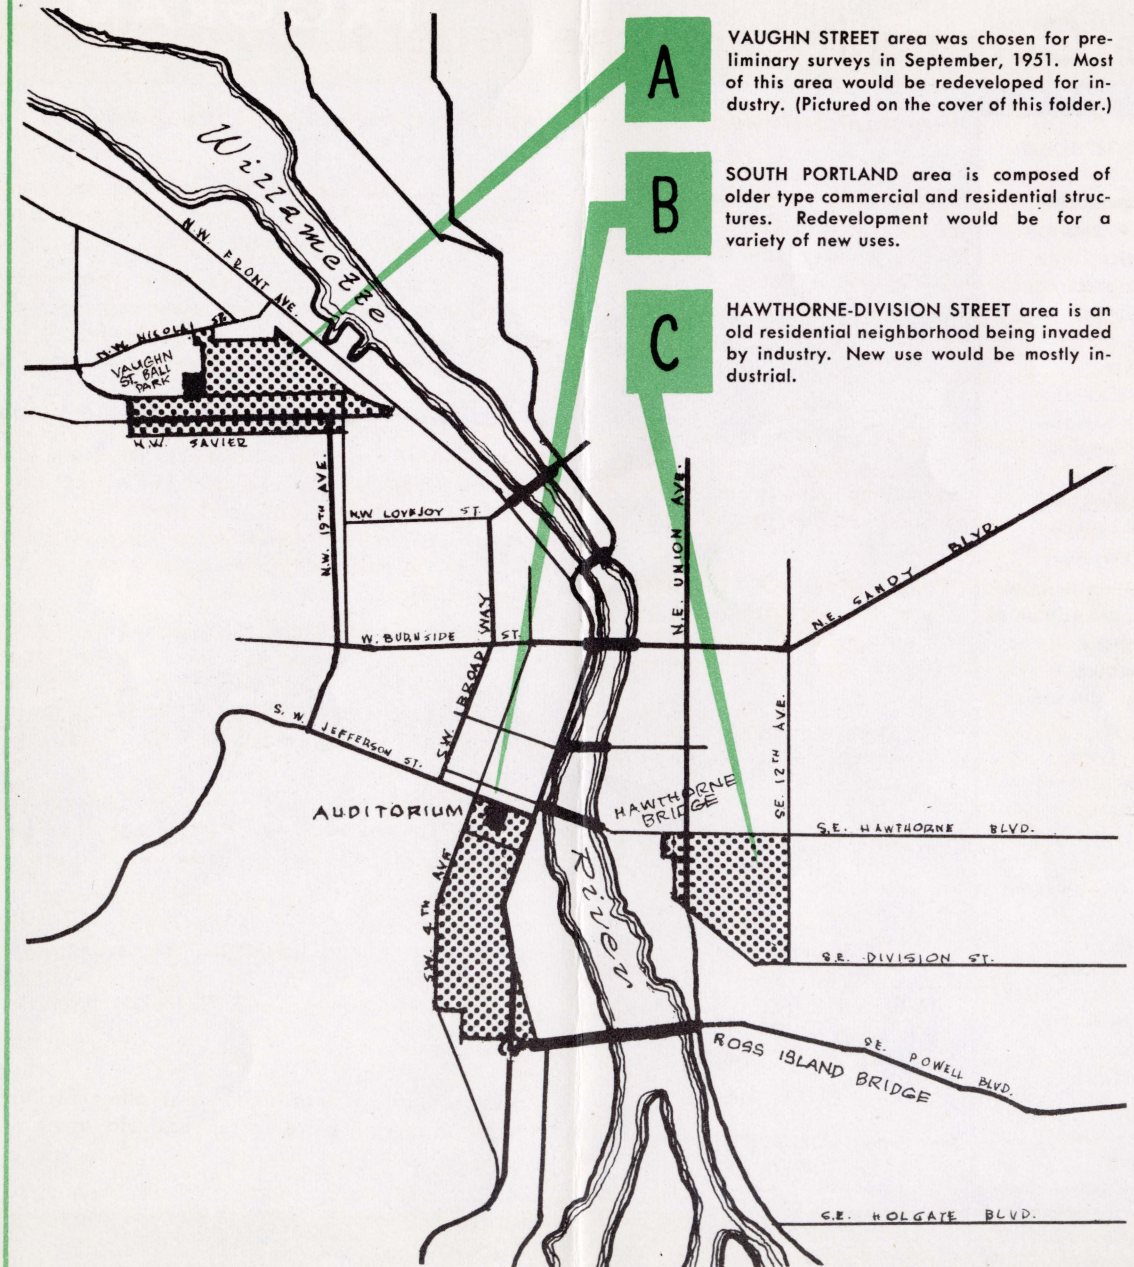 A
VAUGHN STREET area was chosen for pre-
liminary surveys in September, 1951. Most
of this area would be redeveloped for in-
dustry. (Pictured on the cover of this folder.)
B
SOUTH PORTLAND area is composed of
older type commercial and residential struc-
tures. Redevelopment would be for a
variety of new uses.
C
HAWTHORNE-DIVISION STREET area is an
old residential neighborhood being invaded
by industry. New use would be mostly in-
dustrial.
Willamette
N.W. FRONT AVE.
N.W. NICOLAI ST.
VAUGHN
ST. BALL
PARK
N.W. SAVIER
N.W. 19TH AVE.
N.W. LOVEJOY ST.
N.E. UNION AVE.
N.E. SANDY BLVD.
W. BURNSIDE ST.
S.W. BROADWAY
S.W. JEFFERSON ST.
S.E. 12TH AVE.
AUDITORIUM
HAWTHORNE
BRIDGE
S.E. HAWTHORNE BLVD.
River
S.W. 4TH AVE
S.E. DIVISION ST.
ROSS ISLAND BRIDGE
S.E. POWELL BLVD.
S.E. HOLGATE BLVD.